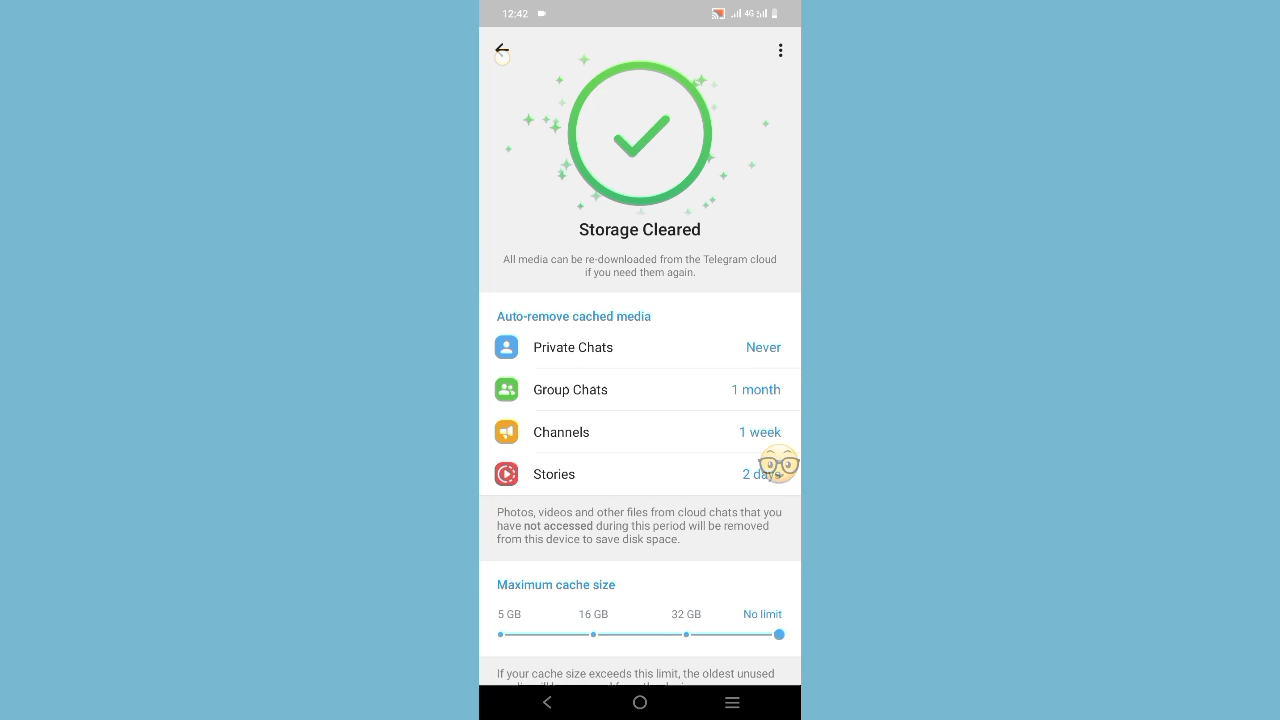 12:42
4G
Storage Cleared
All media can be re-downloaded from the Telegram cloud
if you need them again.
Auto-remove cached media
Private Chats Never
Group Chats 1 month
Channels 1 week
Stories 2 days
Photos, videos and other files from cloud chats that you
have not accessed during this period will be removed
from this device to save disk space.
Maximum cache size
5 GB 16 GB 32 GB No limit
If your cache size exceeds this limit, the oldest unused